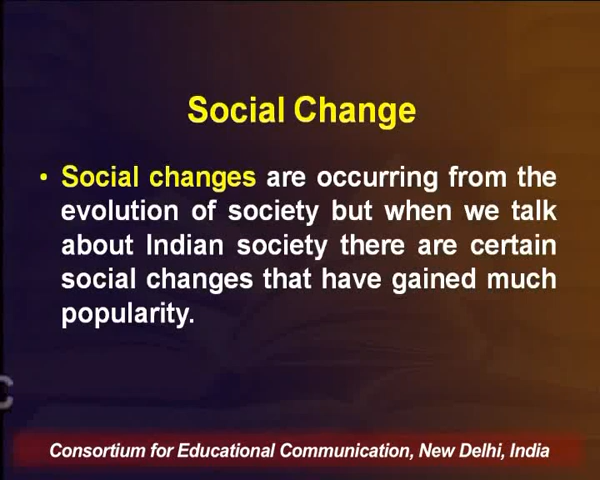 Social Change
• Social changes are occurring from the
evolution of society but when we talk
about Indian society there are certain
social changes that have gained much
popularity.
C
Consortium for Educational Communication, New Delhi, India